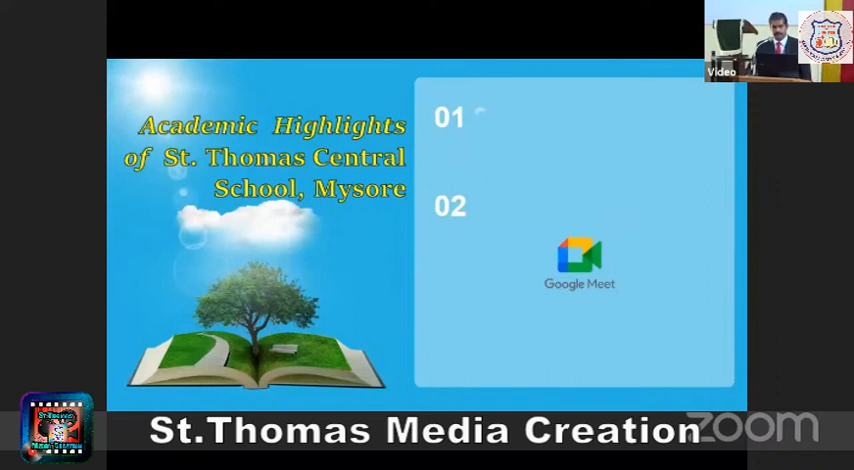 Video
Academic Highlights
of St. Thomas Central
School, Mysore
01
02
Google Meet
St.Thomas Media Creation
zoom